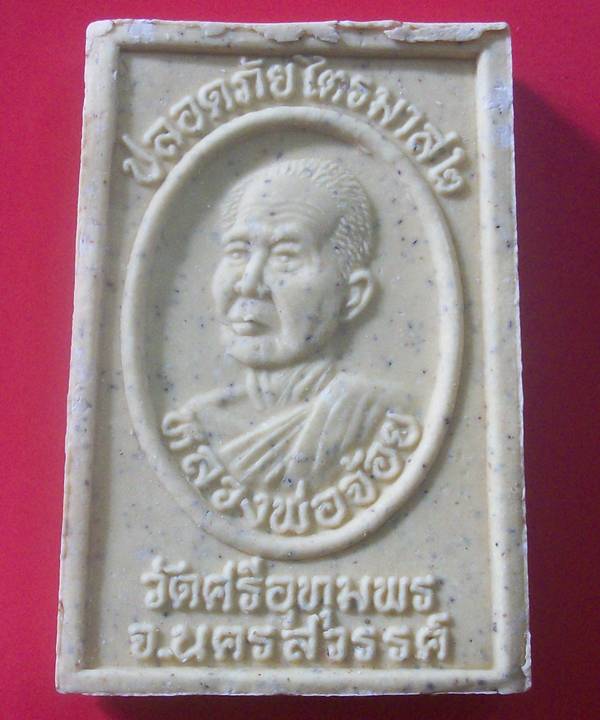 ปลอดภัยไตรมาส๒
หลวงพ่อจ้อย
วัดศรีอุทุมพร
จ.นครสวรรค์